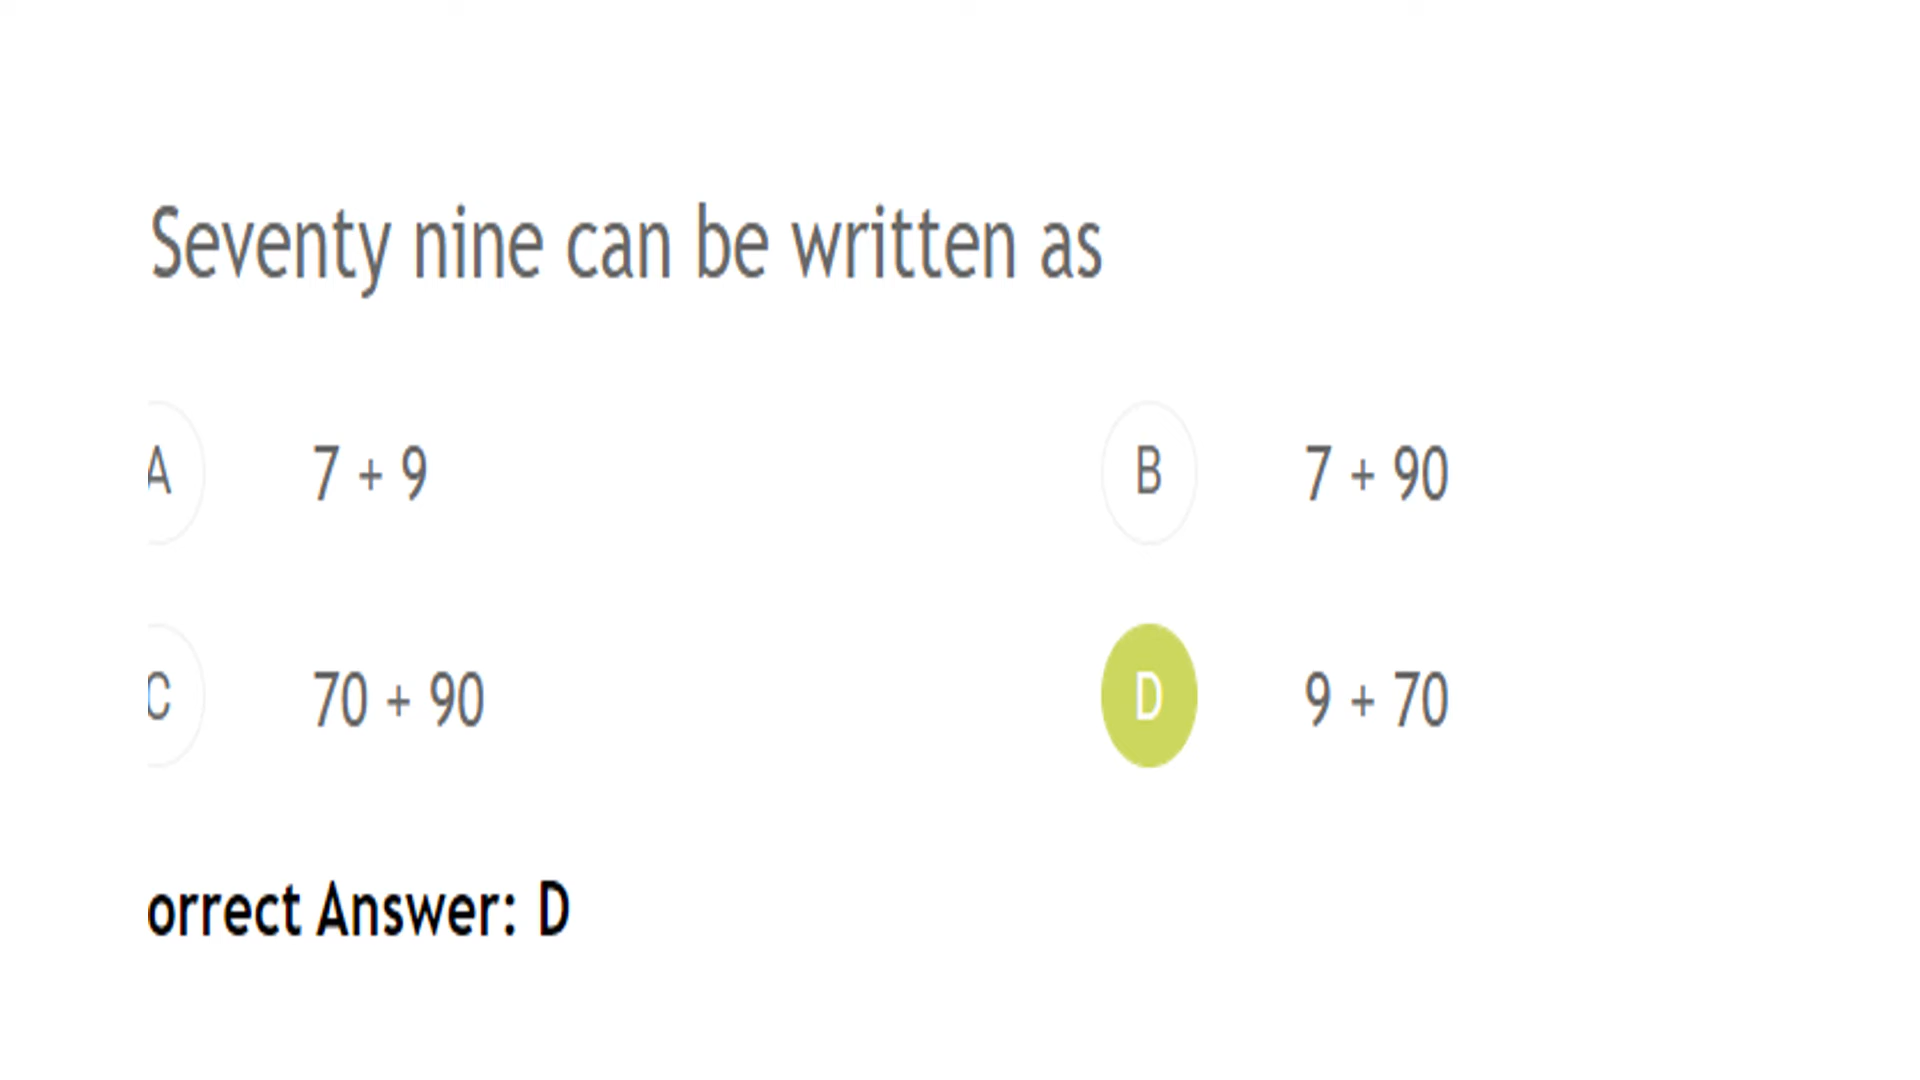 Seventy nine can be written as
A 7 + 9 B 7 + 90
C 70 + 90 D 9 + 70
orrect Answer: D